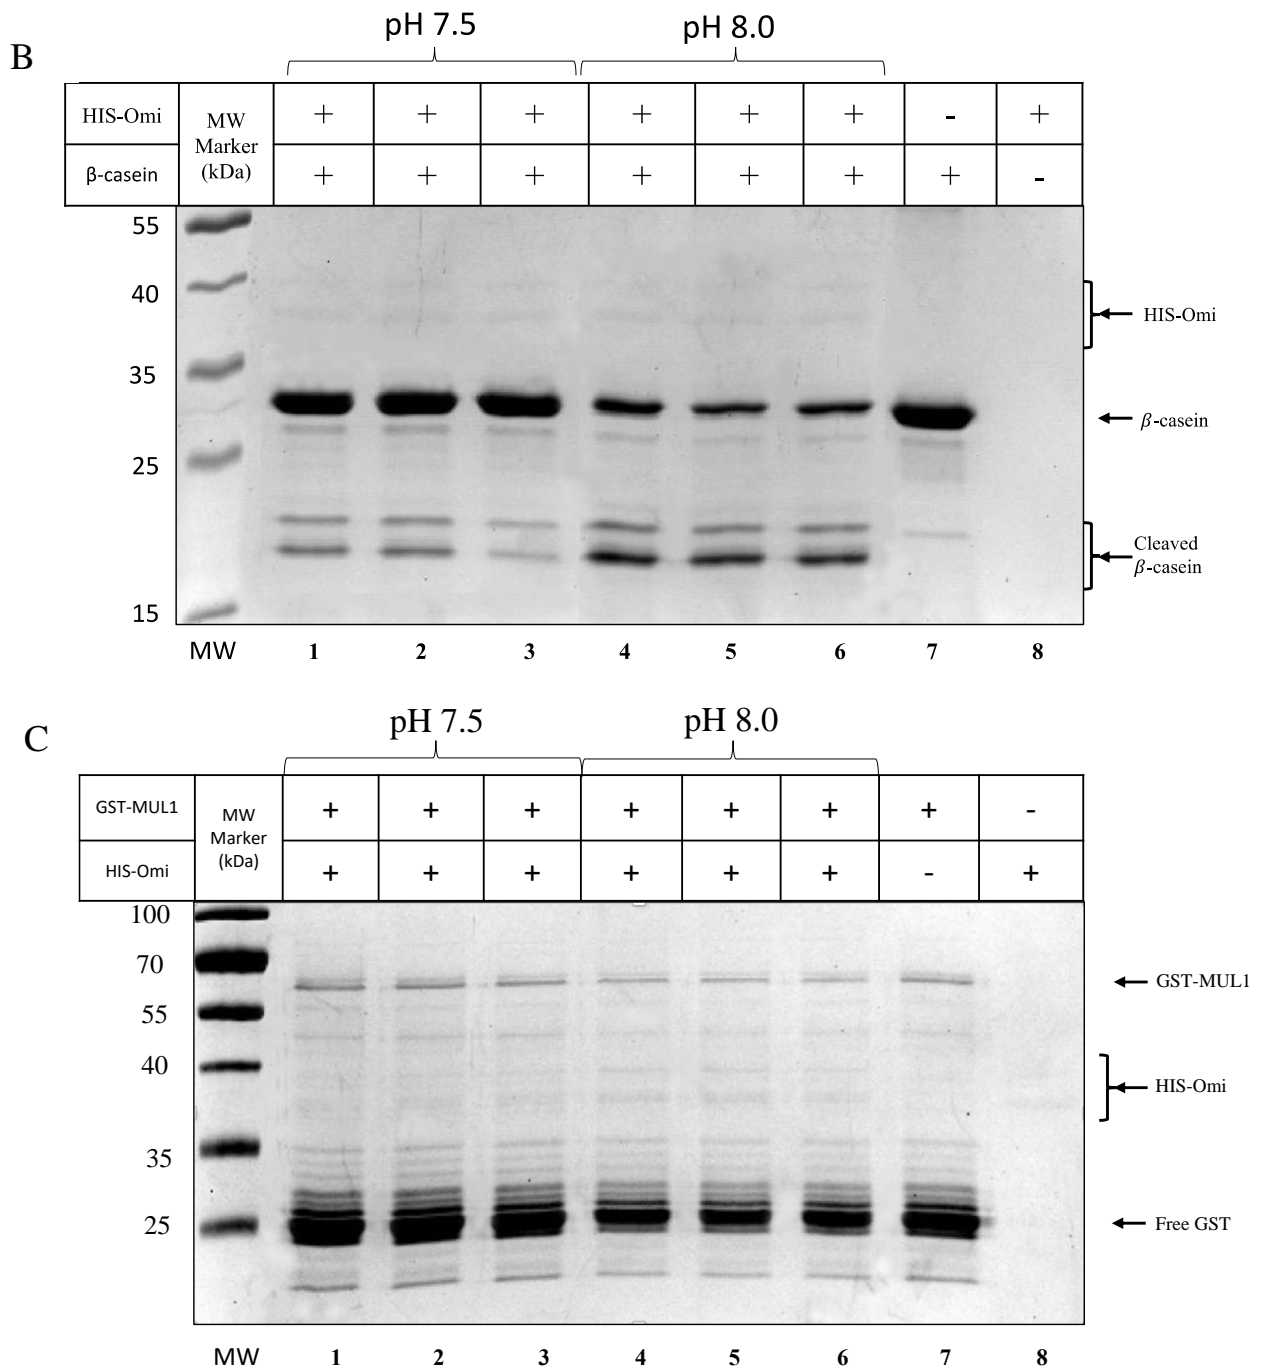 B
pH 7.5 pH 8.0
HIS-Omi MW Marker (kDa) + + + + + + - +
β-casein + + + + + + + -
55
40
HIS-Omi
35
β-casein
25
Cleaved
β-casein
15
MW 1 2 3 4 5 6 7 8
C
pH 7.5 pH 8.0
GST-MUL1 MW Marker (kDa) + + + + + + + -
HIS-Omi + + + + + + - +
100
70
GST-MUL1
55
40
HIS-Omi
35
25
Free GST
MW 1 2 3 4 5 6 7 8